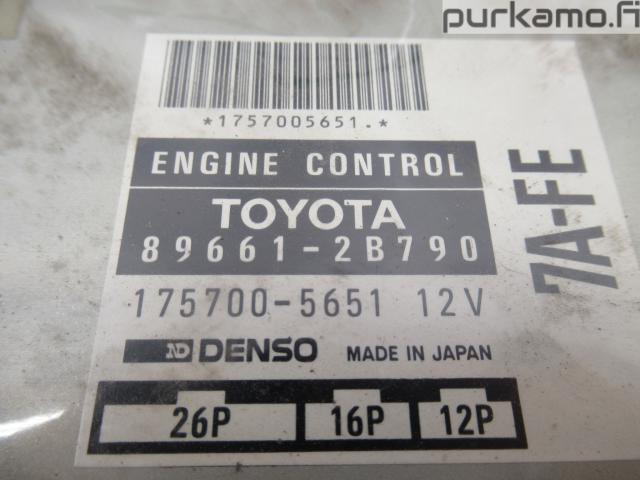 purkamo.fi
*1757005651.*
ENGINE CONTROL
TOYOTA
89661-2B790
7A-FE
175700-5651 12V
ND DENSO MADE IN JAPAN
26P 16P 12P